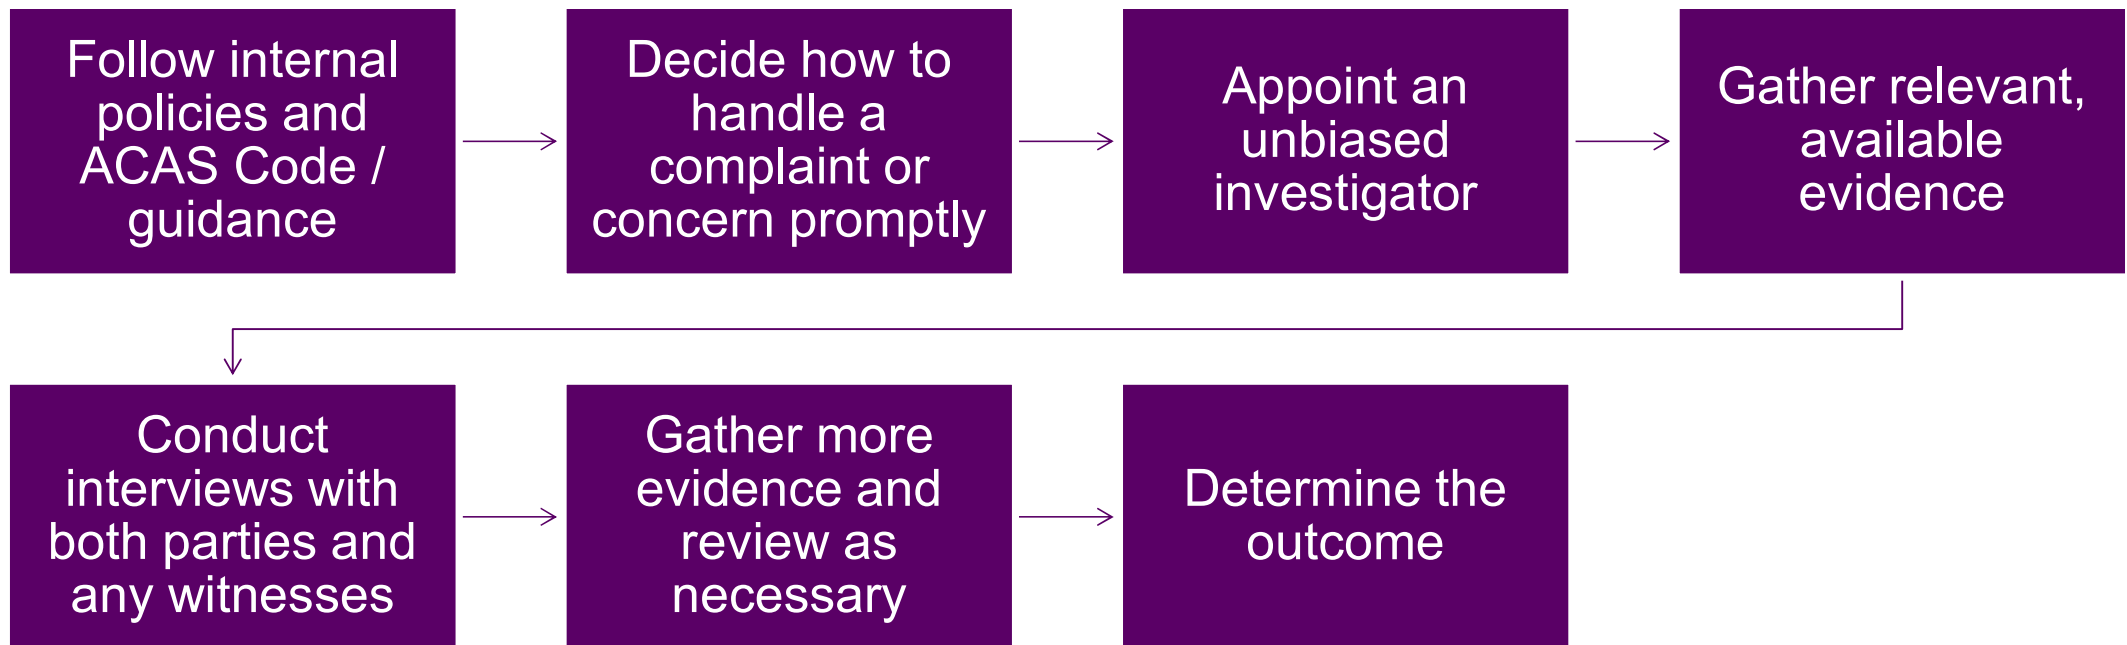 Follow internal
policies and
ACAS Code /
guidance
Decide how to
handle a
complaint or
concern promptly
Appoint an
unbiased
investigator
Gather relevant,
available
evidence
Conduct
interviews with
both parties and
any witnesses
Gather more
evidence and
review as
necessary
Determine the
outcome